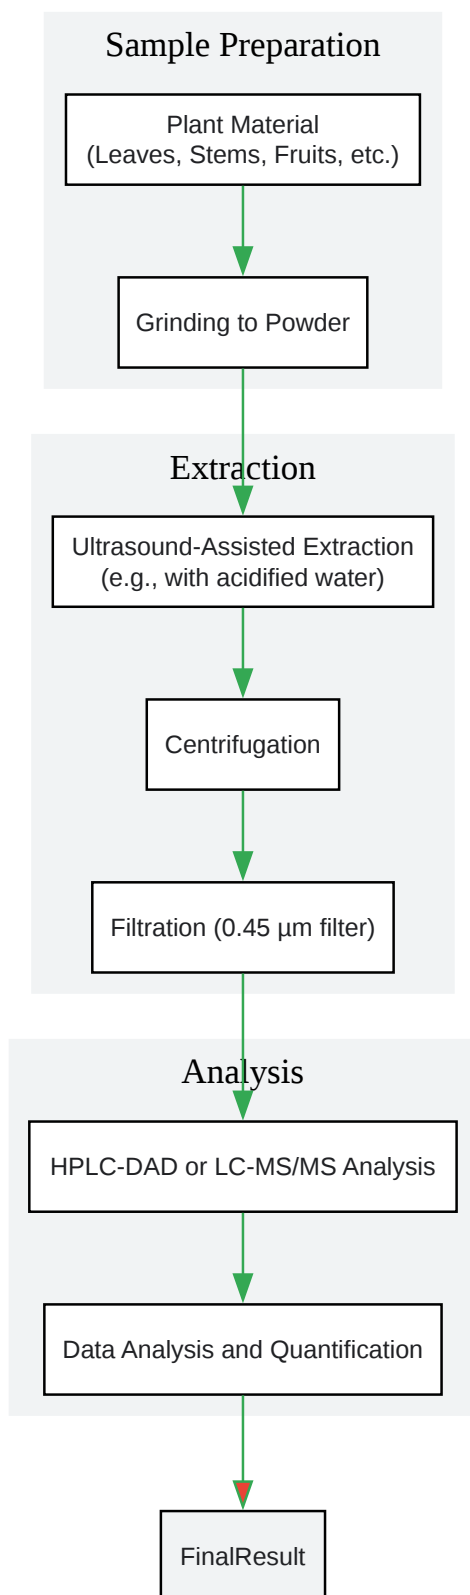 Sample Preparation
Plant Material
(Leaves, Stems, Fruits, etc.)
Grinding to Powder
Extraction
Ultrasound-Assisted Extraction
(e.g., with acidified water)
Centrifugation
Filtration (0.45 µm filter)
Analysis
HPLC-DAD or LC-MS/MS Analysis
Data Analysis and Quantification
FinalResult